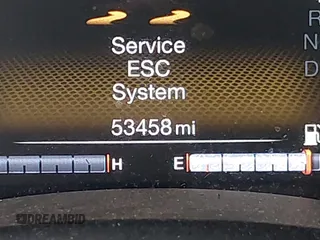 Service
ESC
System
R
N
D
53458 mi
H E
DREAMBID